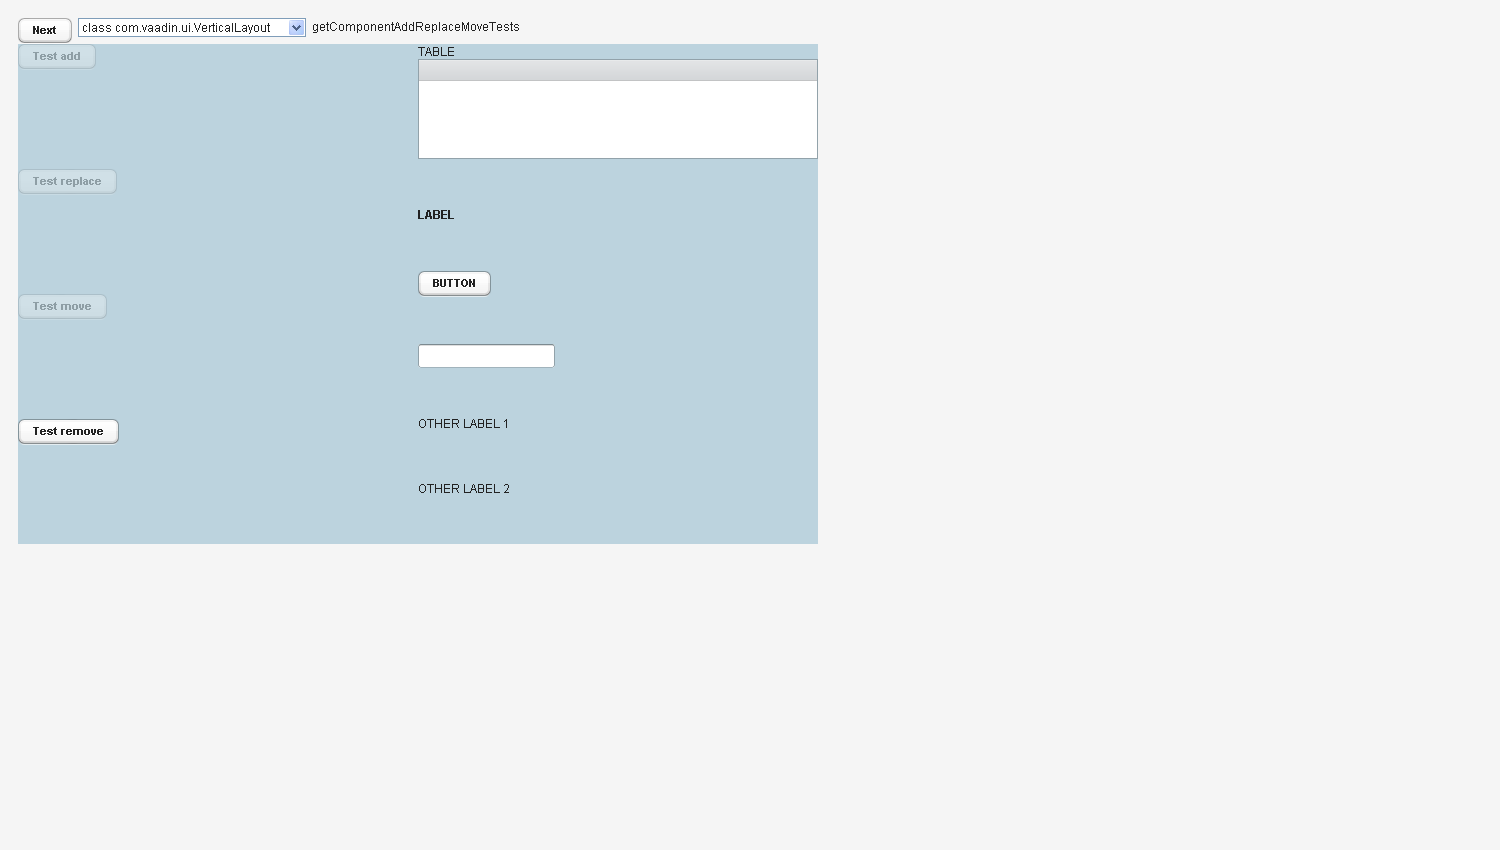 Next class com.vaadin.ui.VerticalLayout getComponentAddReplaceMoveTests
Test add
TABLE
Test replace
LABEL
BUTTON
Test move
OTHER LABEL 1
Test remove
OTHER LABEL 2